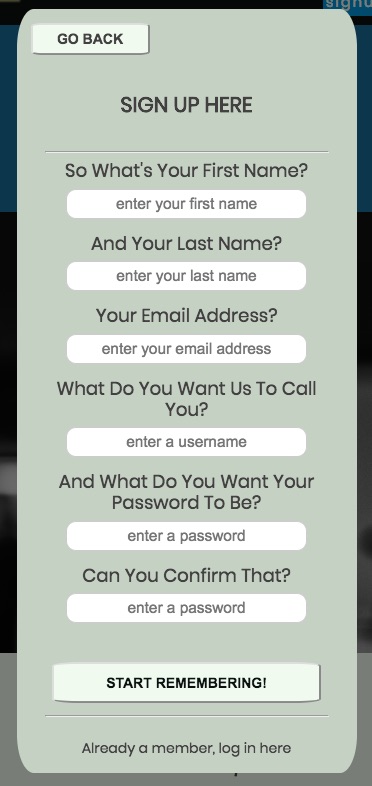 signu
GO BACK
SIGN UP HERE
So What's Your First Name?
enter your first name
And Your Last Name?
enter your last name
Your Email Address?
enter your email address
What Do You Want Us To Call
You?
enter a username
And What Do You Want Your
Password To Be?
enter a password
Can You Confirm That?
enter a password
START REMEMBERING!
Already a member, log in here